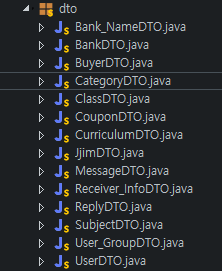 dto
Bank_NameDTO.java
BankDTO.java
BuyerDTO.java
CategoryDTO.java
ClassDTO.java
CouponDTO.java
CurriculumDTO.java
JjimDTO.java
MessageDTO.java
Receiver_InfoDTO.java
ReplyDTO.java
SubjectDTO.java
User_GroupDTO.java
UserDTO.java